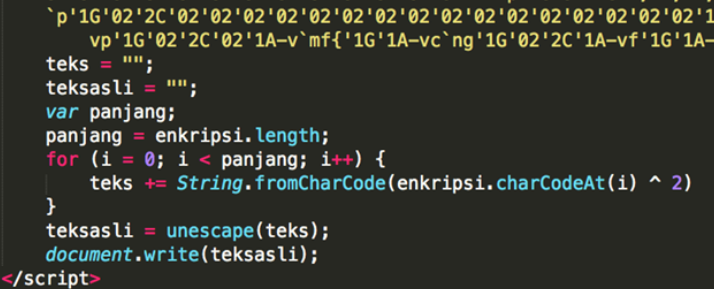 `p'1G'02'2C'02'02'02'02'02'02'02'02'02'02'02'02'02'02'02'02'02'1
vp'1G'02'2C'02'1A-v`mf{'1G'1A-vc`ng'1G'02'2C'1A-vf'1G'1A-
teks = "";
teksasli = "";
var panjang;
panjang = enkripsi.length;
for (i = 0; i < panjang; i++) {
teks += String.fromCharCode(enkripsi.charCodeAt(i) ^ 2)
}
teksasli = unescape(teks);
document.write(teksasli);
</script>